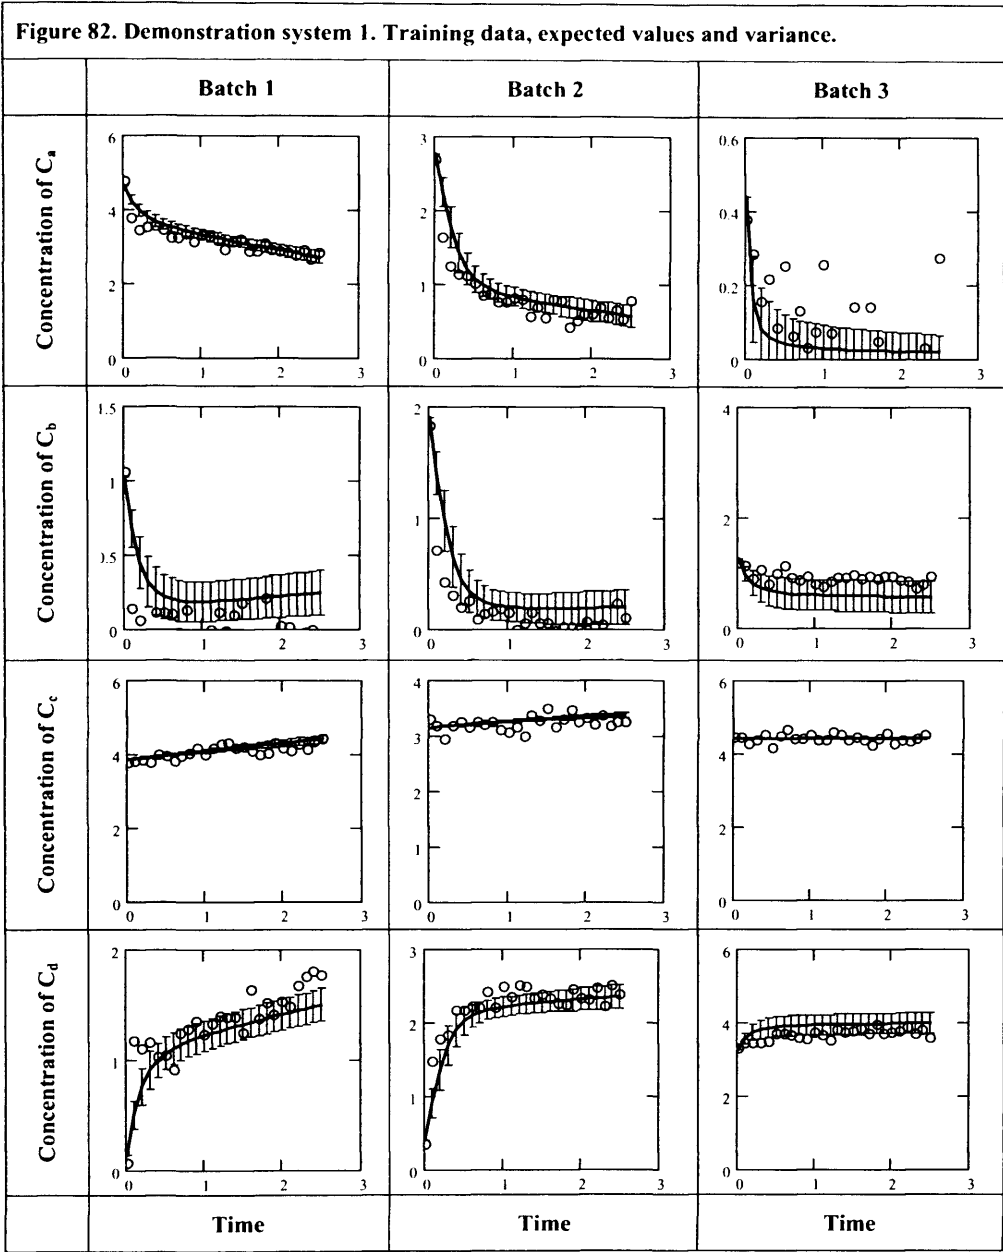 Figure 82. Demonstration system 1. Training data, expected values and variance.
Batch 1 Batch 2 Batch 3
Concentration of Ca
6
4
2
0
0 1 2 3
3
2
1
0
0 1 2 3
0.6
0.4
0.2
0
0 1 2 3
Concentration of Cb
1.5
1
).5
0
0 1 2 3
2
1
0
0 1 2 3
4
2
0
0 1 2 3
Concentration of Cc
6
4
2
0
0 1 2 3
4
3
2
1
0
0 1 2 3
6
4
2
0
0 1 2 3
Concentration of Cd
2
1
0
0 1 2 3
3
2
1
0
0 1 2 3
6
4
2
0
0 1 2 3
Time Time Time